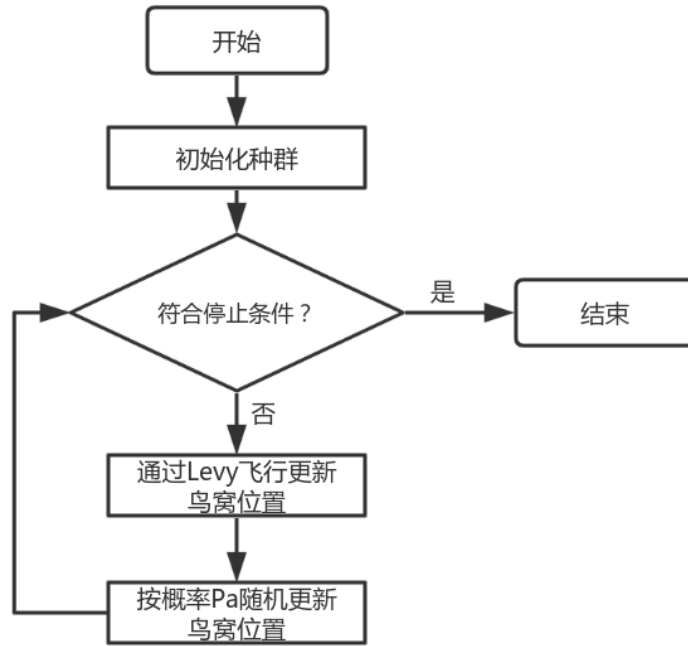 开始
初始化种群
符合停止条件？
是
结束
否
通过Levy飞行更新
鸟窝位置
按概率Pa随机更新
鸟窝位置